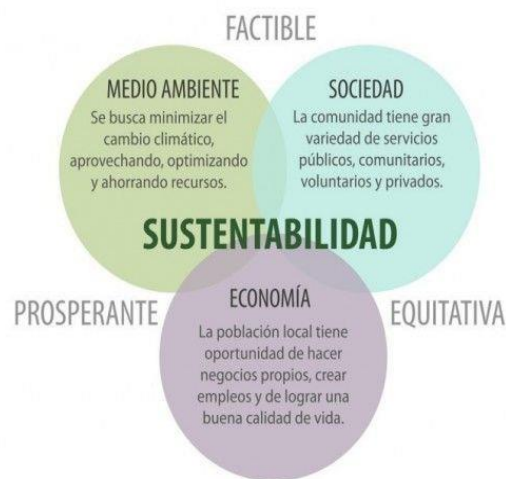 FACTIBLE
MEDIO AMBIENTE
Se busca minimizar el
cambio climático,
aprovechando, optimizando
y ahorrando recursos.
SOCIEDAD
La comunidad tiene gran
variedad de servicios
públicos, comunitarios,
voluntarios y privados.
SUSTENTABILIDAD
PROSPERANTE
EQUITATIVA
ECONOMÍA
La población local tiene
oportunidad de hacer
negocios propios, crear
empleos y de lograr una
buena calidad de vida.